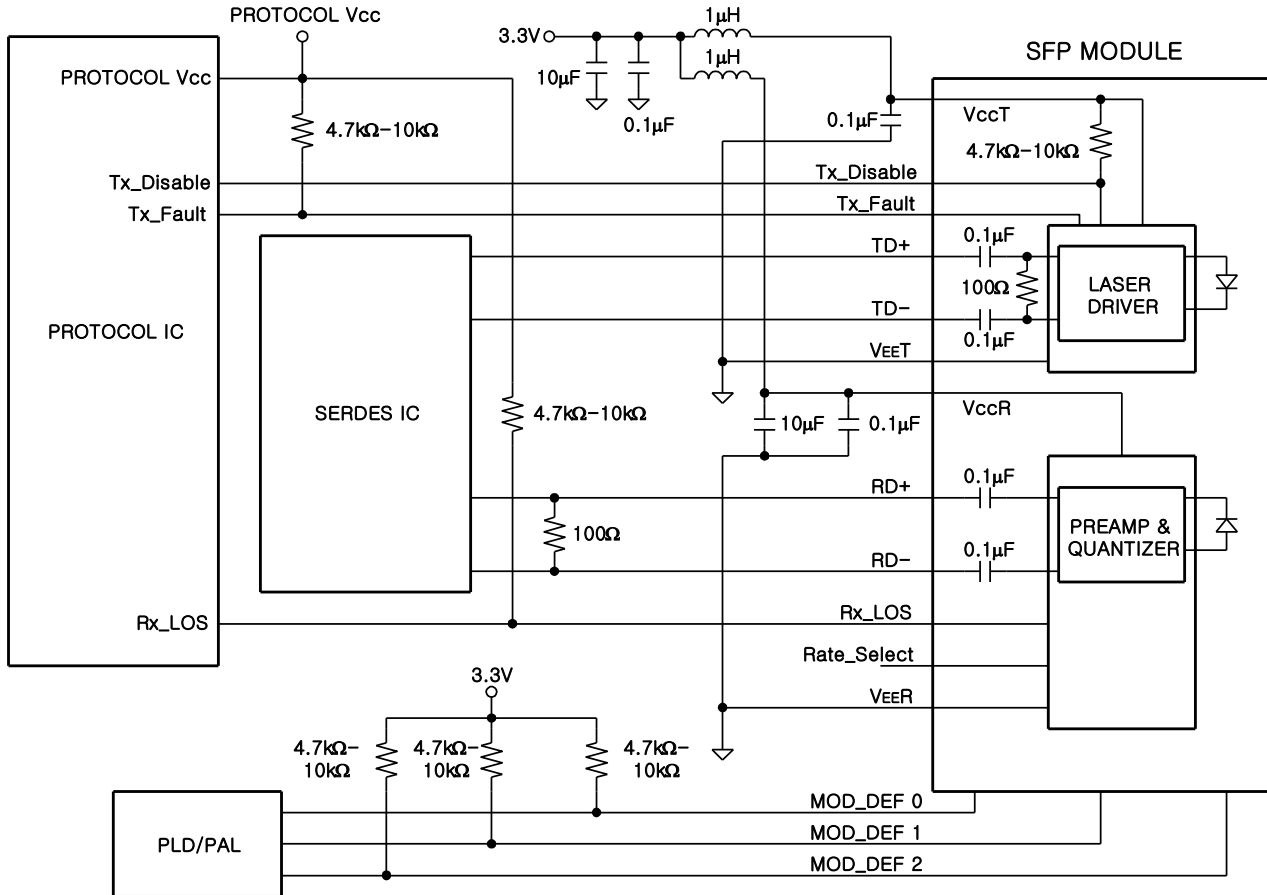 PROTOCOL Vcc
1μH
3.3V
SFP MODULE
PROTOCOL Vcc
10μF
1μH
0.1μF
4.7kΩ-10kΩ
0.1μF
VccT
4.7kΩ-10kΩ
Tx_Disable
Tx_Disable
Tx_Fault
Tx_Fault
TD+
0.1μF
100Ω
LASER
DRIVER
PROTOCOL IC
TD-
0.1μF
VEET
SERDES IC
4.7kΩ-10kΩ
10μF
0.1μF
VccR
RD+
0.1μF
100Ω
PREAMP &
QUANTIZER
RD-
0.1μF
Rx_LOS
Rx_LOS
Rate_Select
3.3V
VEER
4.7kΩ-
10kΩ
4.7kΩ-
10kΩ
4.7kΩ-
10kΩ
PLD/PAL
MOD_DEF 0
MOD_DEF 1
MOD_DEF 2